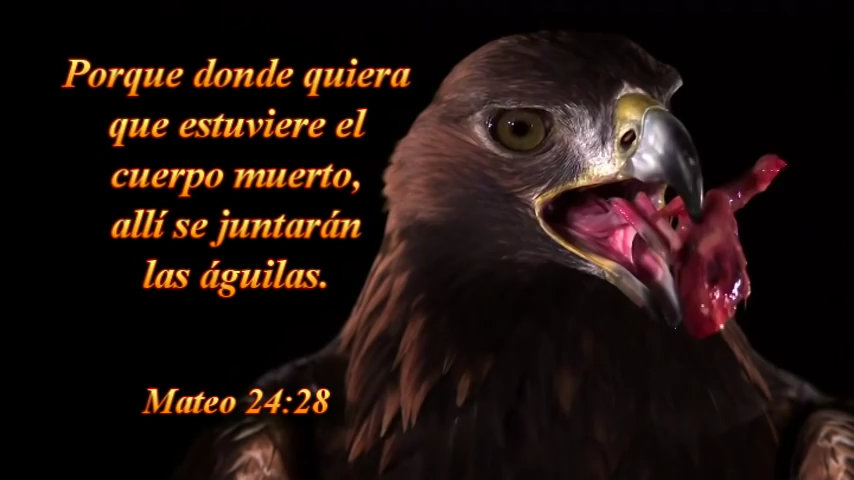 Porque donde quiera
que estuviere el
cuerpo muerto,
allí se juntarán
las águilas.
Mateo 24:28